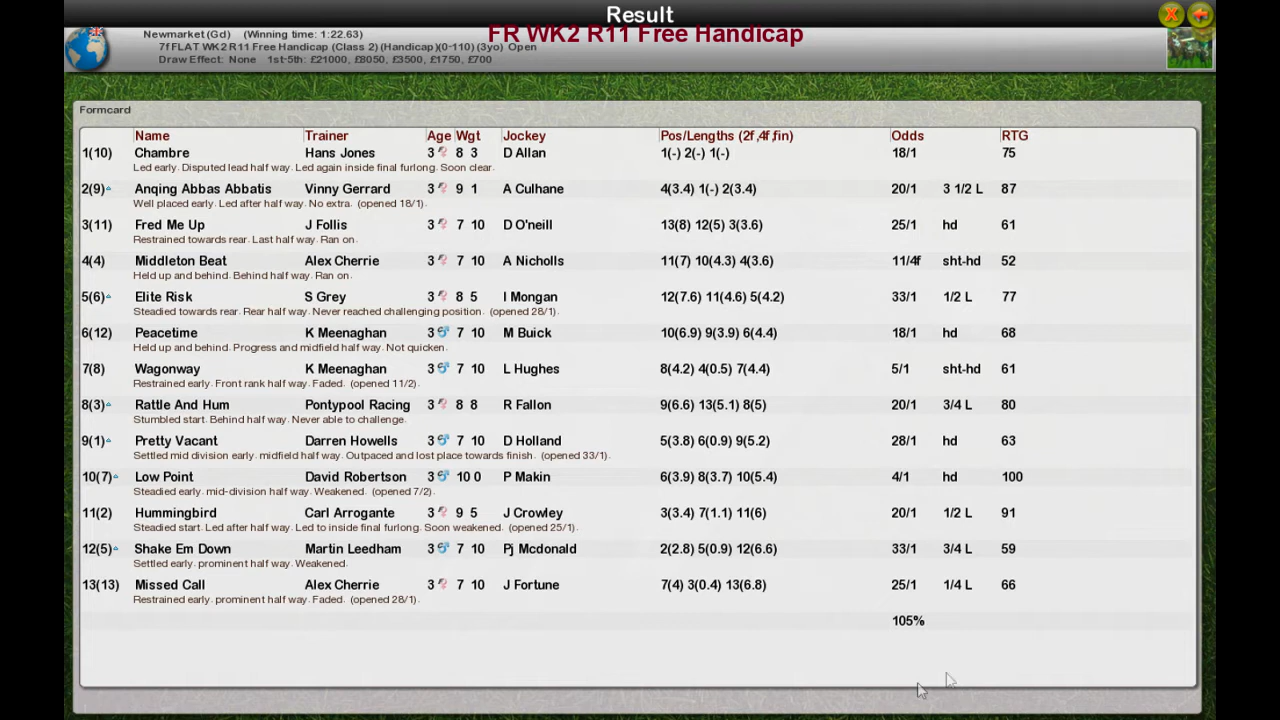 Result
FR WK2 R11 Free Handicap
Newmarket (Gd) (Winning time: 1:22.63)
7f FLAT WK2 R11 Free Handicap (Class 2) (Handicap)(0-110) (3yo) Open
Draw Effect: None 1st-5th: £21000, £8050, £3500, £1750, £700
Formcard
Name Trainer Age Wgt Jockey Pos/Lengths (2f,4f,fin) Odds RTG
1(10) Chambre Hans Jones 3 8 3 D Allan 1(-) 2(-) 1(-) 18/1 75
Led early. Disputed lead half way. Led again inside final furlong. Soon clear.
2(9) Anqing Abbas Abbatis Vinny Gerrard 3 9 1 A Culhane 4(3.4) 1(-) 2(3.4) 20/1 3 1/2 L 87
Well placed early. Led after half way. No extra. (opened 18/1).
3(11) Fred Me Up J Follis 3 7 10 D O'neill 13(8) 12(5) 3(3.6) 25/1 hd 61
Restrained towards rear. Last half way. Ran on.
4(4) Middleton Beat Alex Cherrie 3 7 10 A Nicholls 11(7) 10(4.3) 4(3.6) 11/4f sht-hd 52
Held up and behind. Behind half way. Ran on.
5(6) Elite Risk S Grey 3 8 5 I Mongan 12(7.6) 11(4.6) 5(4.2) 33/1 1/2 L 77
Steadied towards rear. Rear half way. Never reached challenging position. (opened 28/1).
6(12) Peacetime K Meenaghan 3 7 10 M Buick 10(6.9) 9(3.9) 6(4.4) 18/1 hd 68
Held up and behind. Progress and midfield half way. Not quicken.
7(8) Wagonway K Meenaghan 3 7 10 L Hughes 8(4.2) 4(0.5) 7(4.4) 5/1 sht-hd 61
Restrained early. Front rank half way. Faded. (opened 11/2).
8(3) Rattle And Hum Pontypool Racing 3 8 8 R Fallon 9(6.6) 13(5.1) 8(5) 20/1 3/4 L 80
Stumbled start. Behind half way. Never able to challenge.
9(1) Pretty Vacant Darren Howells 3 7 10 D Holland 5(3.8) 6(0.9) 9(5.2) 28/1 hd 63
Settled mid division early. midfield half way. Outpaced and lost place towards finish. (opened 33/1).
10(7) Low Point David Robertson 3 10 0 P Makin 6(3.9) 8(3.7) 10(5.4) 4/1 hd 100
Steadied early. mid-division half way. Weakened. (opened 7/2).
11(2) Hummingbird Carl Arrogante 3 9 5 J Crowley 3(3.4) 7(1.1) 11(6) 20/1 1/2 L 91
Steadied start. Led after half way. Led to inside final furlong. Soon weakened. (opened 25/1).
12(5) Shake Em Down Martin Leedham 3 7 10 Pj Mcdonald 2(2.8) 5(0.9) 12(6.6) 33/1 3/4 L 59
Settled early. prominent half way. Weakened.
13(13) Missed Call Alex Cherrie 3 7 10 J Fortune 7(4) 3(0.4) 13(6.8) 25/1 1/4 L 66
Restrained early. prominent half way. Faded. (opened 28/1).
105%